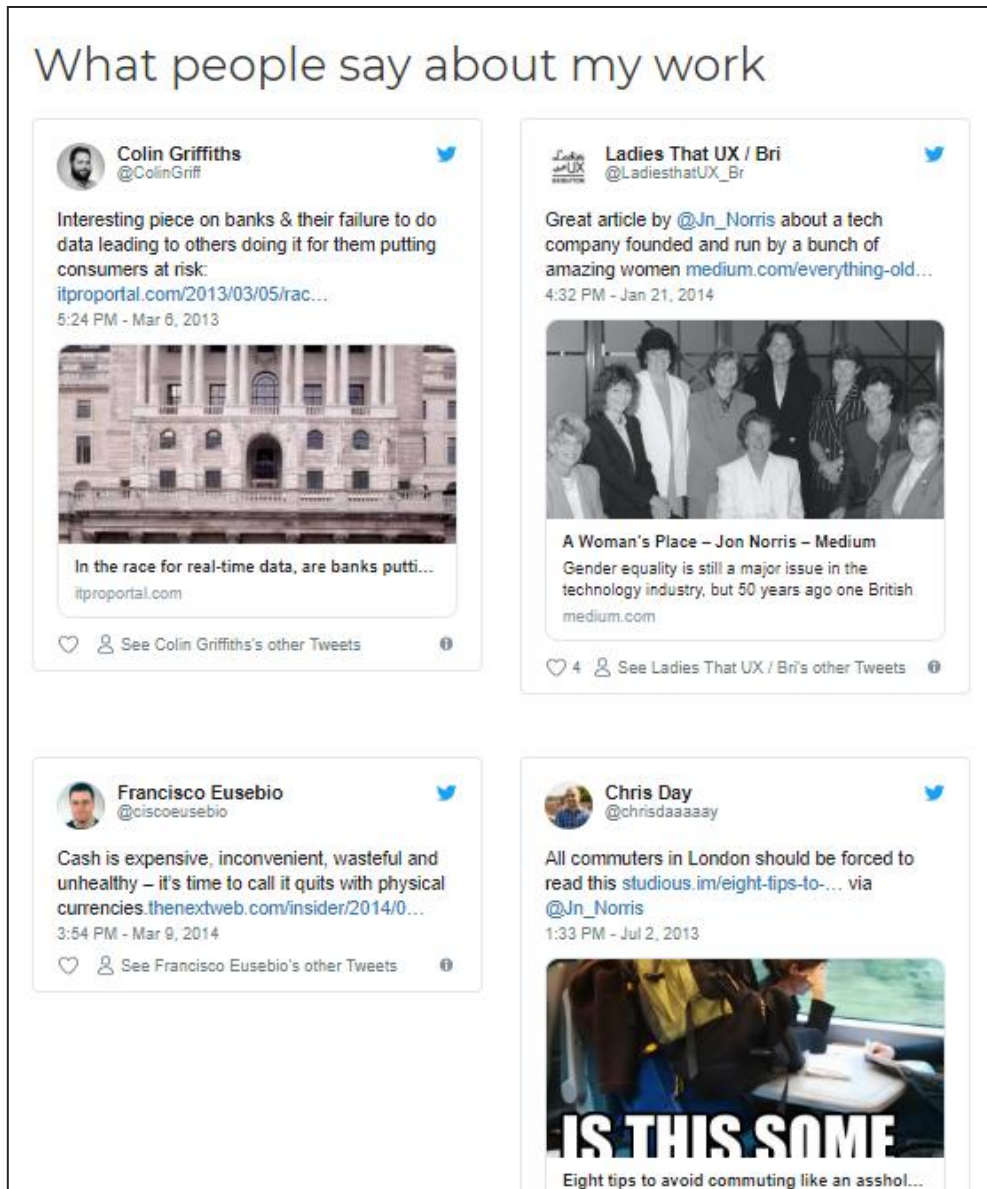 What people say about my work
Colin Griffiths
@ColinGriff
Interesting piece on banks & their failure to do
data leading to others doing it for them putting
consumers at risk:
itproportal.com/2013/03/05/rac…
5:24 PM - Mar 6, 2013
In the race for real-time data, are banks putti...
itproportal.com
See Colin Griffiths's other Tweets
Ladies That UX / Bri
@LadiesthatUX_Br
Ladies
that UX
BRIGHTON
Great article by @Jn_Norris about a tech
company founded and run by a bunch of
amazing women medium.com/everything-old…
4:32 PM - Jan 21, 2014
A Woman's Place – Jon Norris – Medium
Gender equality is still a major issue in the
technology industry, but 50 years ago one British
medium.com
4 See Ladies That UX / Bri's other Tweets
Francisco Eusebio
@ciscoeusebio
Cash is expensive, inconvenient, wasteful and
unhealthy – it's time to call it quits with physical
currencies.thenextweb.com/insider/2014/0…
3:54 PM - Mar 9, 2014
See Francisco Eusebio's other Tweets
Chris Day
@chrisdaaaaay
All commuters in London should be forced to
read this studious.im/eight-tips-to-… via
@Jn_Norris
1:33 PM - Jul 2, 2013
IS THIS SOME
Eight tips to avoid commuting like an asshol...